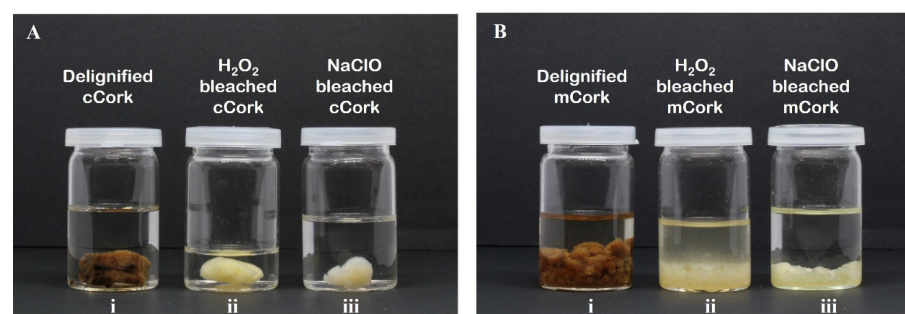 A
Delignified
cCork
H₂O₂
bleached
cCork
NaClO
bleached
cCork
i
ii
iii
B
Delignified
mCork
H₂O₂
bleached
mCork
NaClO
bleached
mCork
i
ii
iii